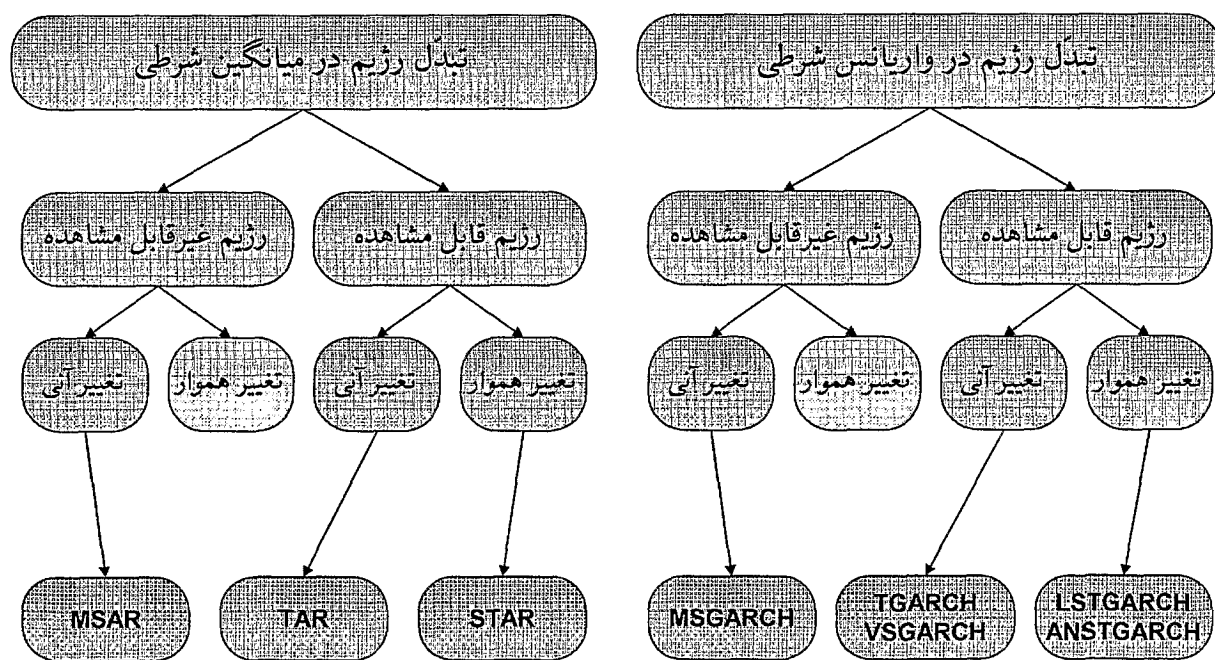 تبدّل رژیم در واریانس شرطی
رژیم قابل مشاهده
رژیم غیرقابل مشاهده
تغییر هموار
تغییر آنی
تغییر هموار
تغییر آنی
LSTGARCH
ANSTGARCH
TGARCH
VSGARCH
MSGARCH
تبدّل رژیم در میانگین شرطی
رژیم قابل مشاهده
رژیم غیرقابل مشاهده
تغییر هموار
تغییر آنی
تغییر هموار
تغییر آنی
STAR
TAR
MSAR